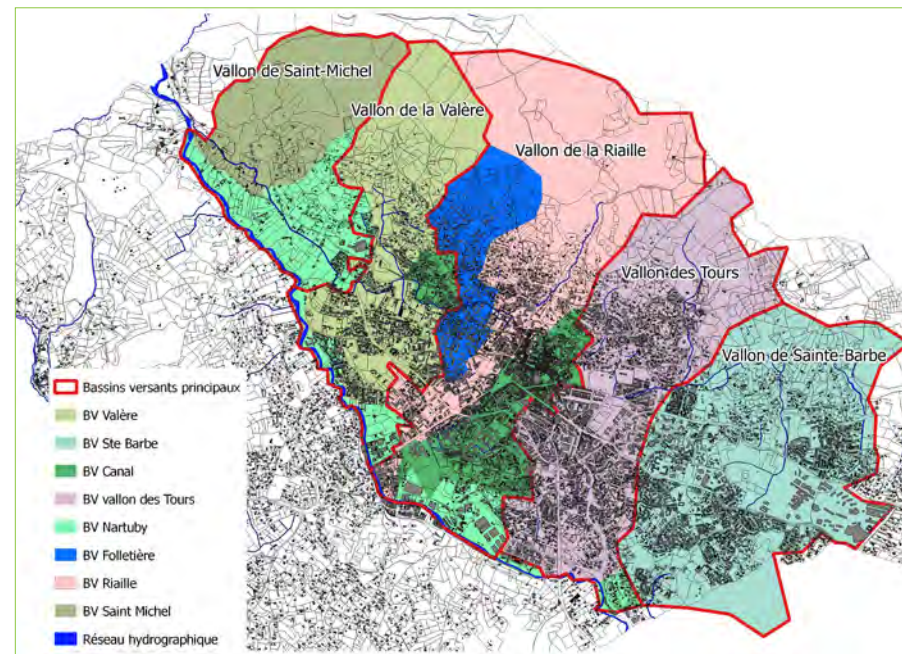 Vallon de Saint-Michel
Vallon de la Valère
Vallon de la Riaille
Vallon des Tours
Vallon de Sainte-Barbe
Bassins versants principaux
BV Valère
BV Ste Barbe
BV Canal
BV vallon des Tours
BV Nartuby
BV Folletière
BV Riaille
BV Saint Michel
Réseau hydrographique